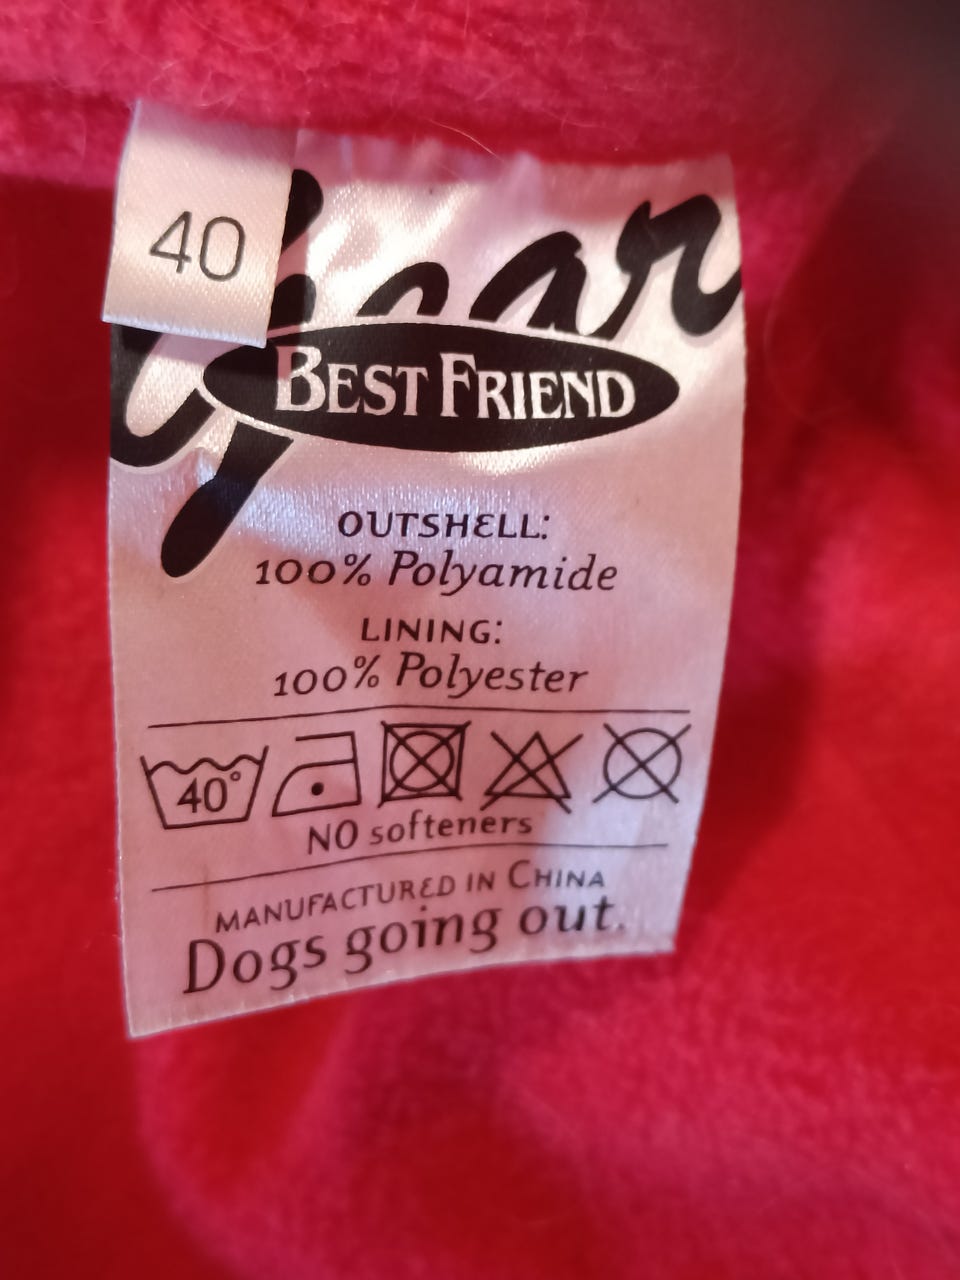 40
gear
BEST FRIEND
OUTSHELL:
100% Polyamide
LINING:
100% Polyester
40°
NO softeners
MANUFACTURED IN CHINA
Dogs going out.